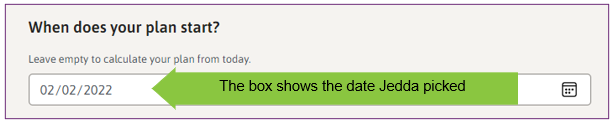 When does your plan start?
Leave empty to calculate your plan from today.
02/02/2022 The box shows the date Jedda picked